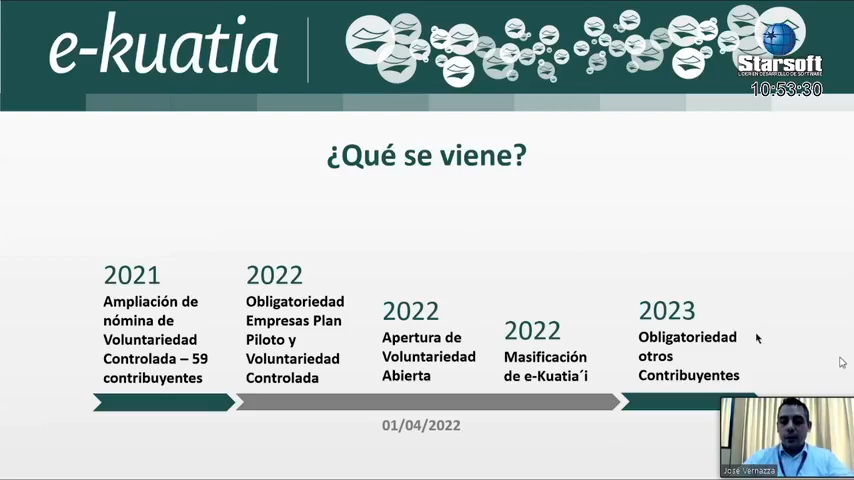 e-kuatia
Starsoft
LIDER EN DESARROLLO DE SOFTWARE
10:53:30
¿Qué se viene?
2021
Ampliación de
nómina de
Voluntariedad
Controlada – 59
contribuyentes
2022
Obligatoriedad
Empresas Plan
Piloto y
Voluntariedad
Controlada
2022
Apertura de
Voluntariedad
Abierta
2022
Masificación
de e-Kuatia´i
2023
Obligatoriedad
otros
Contribuyentes
01/04/2022
José Vernazza